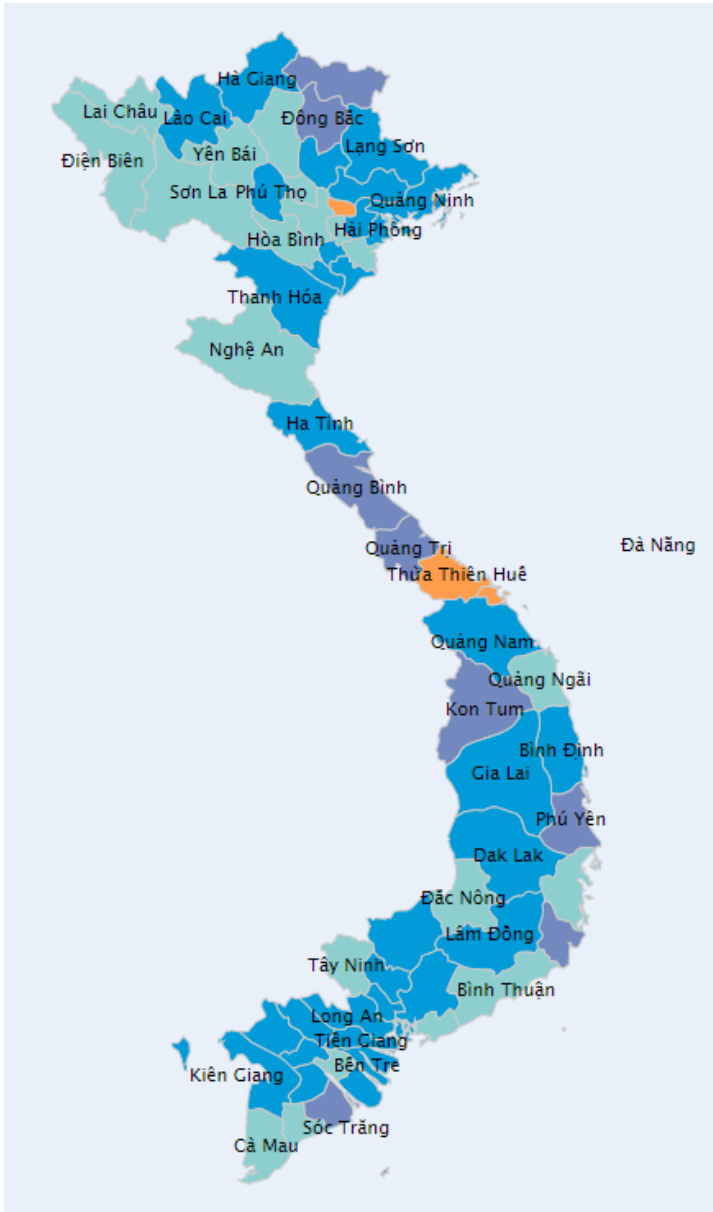 Hà Giang
Lai Châu
Lào Cai
Đông Bắc
Lạng Sơn
Điện Biên
Yên Bái
Sơn La
Phú Thọ
Quảng Ninh
Hải Phòng
Hòa Bình
Thanh Hóa
Nghệ An
Ha Tinh
Quảng Bình
Quảng Trị
Đà Nẵng
Thừa Thiên Huế
Quảng Nam
Quảng Ngãi
Kon Tum
Bình Định
Gia Lai
Phú Yên
Dak Lak
Đắc Nông
Lâm Đồng
Tây Ninh
Bình Thuận
Long An
Tiền Giang
Bến Tre
Kiên Giang
Sóc Trăng
Cà Mau